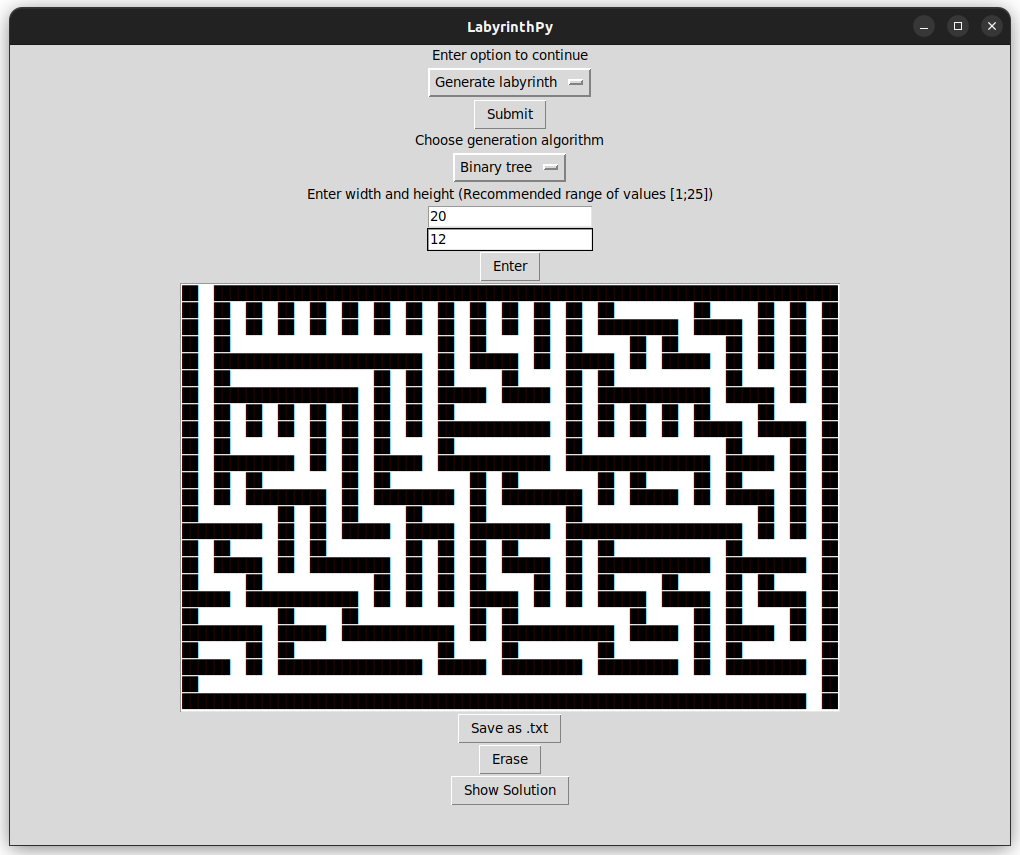 LabyrinthPy
Enter option to continue
Generate labyrinth
Submit
Choose generation algorithm
Binary tree
Enter width and height (Recommended range of values [1;25])
20
12
Enter
Save as .txt
Erase
Show Solution